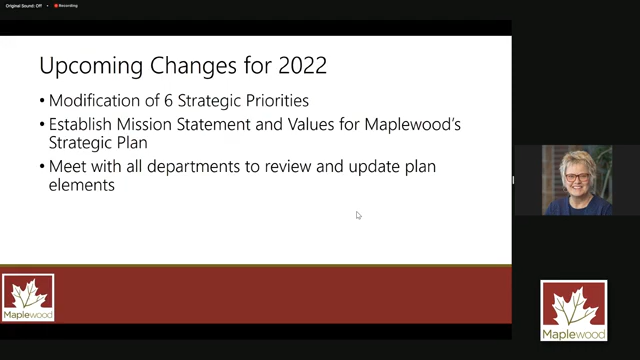 Original Sound: Off
Recording
Upcoming Changes for 2022
• Modification of 6 Strategic Priorities
• Establish Mission Statement and Values for Maplewood's
Strategic Plan
• Meet with all departments to review and update plan
elements
Maplewood
Maplewood